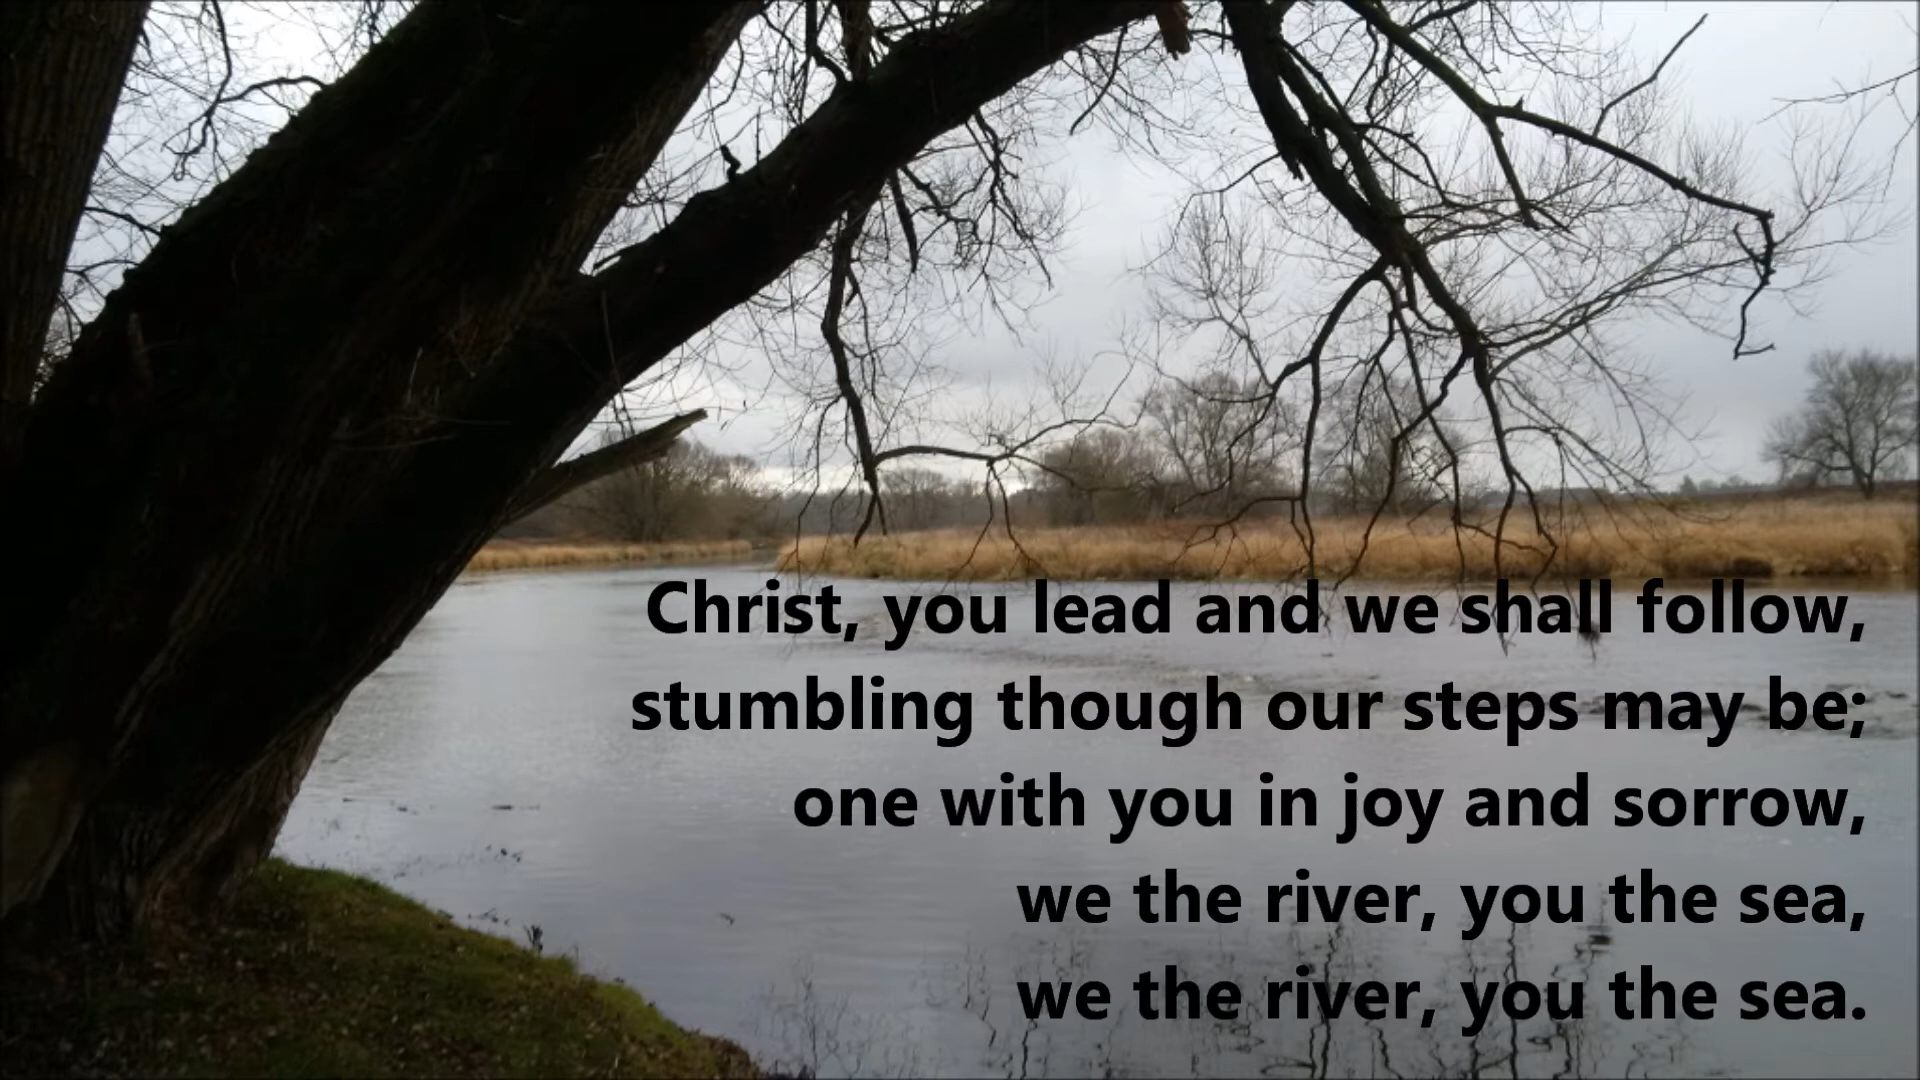 Christ, you lead and we shall follow,
stumbling though our steps may be;
one with you in joy and sorrow,
we the river, you the sea,
we the river, you the sea.